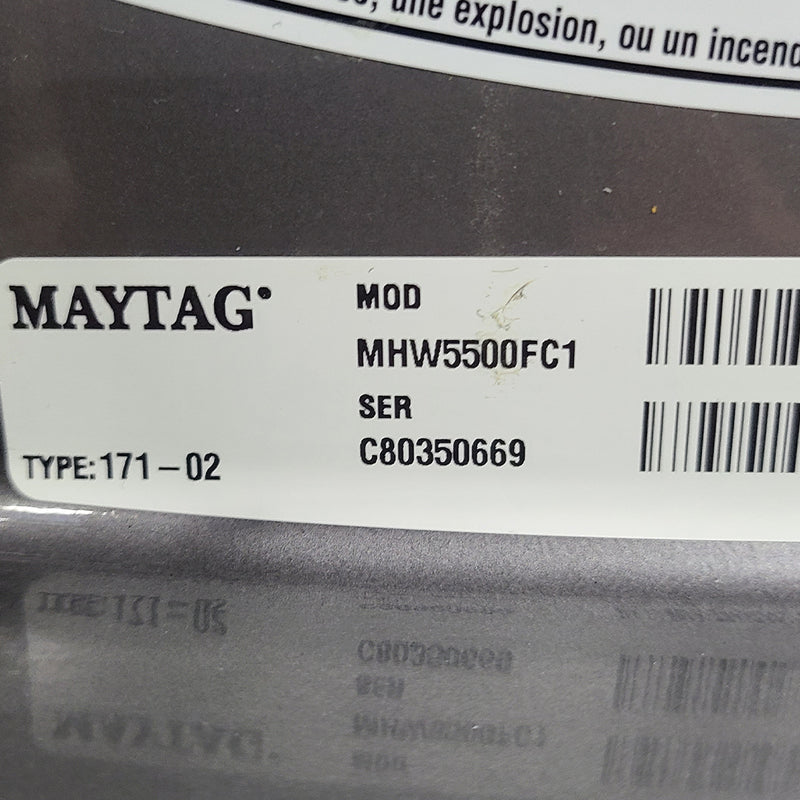 une explosion, ou un incend
MAYTAG
MOD
MHW5500FC1
SER
C80350669
TYPE: 171-02